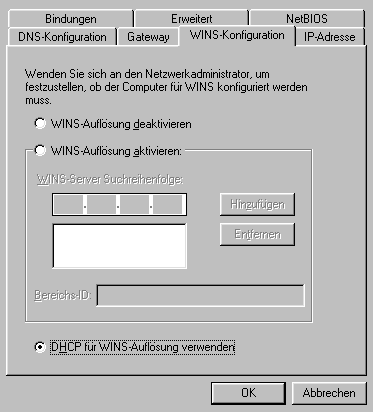 Bindungen Erweitert NetBIOS
DNS-Konfiguration Gateway WINS-Konfiguration IP-Adresse
Wenden Sie sich an den Netzwerkadministrator, um
festzustellen, ob der Computer für WINS konfiguriert werden
muss.
WINS-Auflösung deaktivieren
WINS-Auflösung aktivieren:
WINS-Server Suchreihenfolge:
. . .
Hinzufügen
Entfernen
Bereichs-ID:
DHCP für WINS-Auflösung verwenden
OK Abbrechen